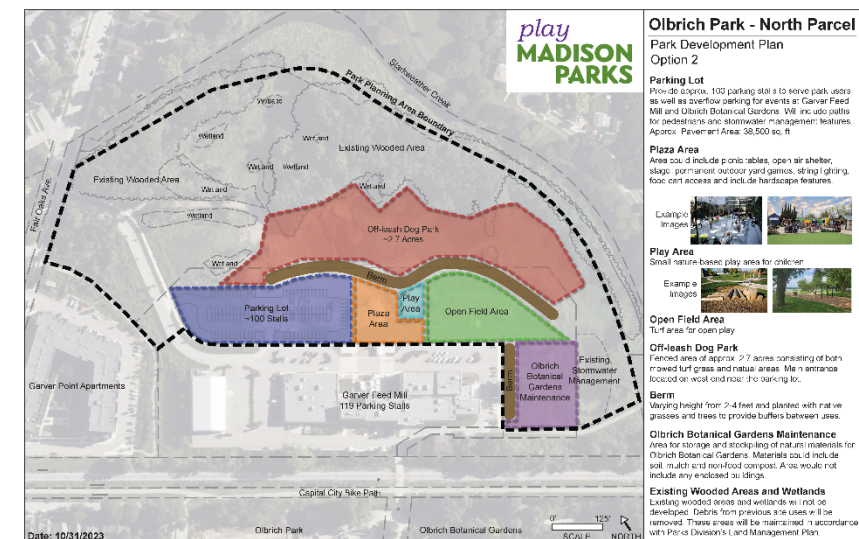 play
MADISON
PARKS
Olbrich Park - North Parcel
Park Development Plan
Option 2
Parking Lot
Provide approx. 100 parking stalls to serve park users
as well as overflow parking for events at Garver Feed
Mill and Olbrich Botanical Gardens. Will include paths
for pedestrians and stormwater management features.
Approx. Pavement Area: 38,500 sq. ft
Plaza Area
Area could include picnic tables, open air shelter,
stage, permanent outdoor yard games, string lighting,
food cart access and include hardscape features.
Example
Images
Play Area
Small nature-based play area for children
Example
Images
Open Field Area
Turf area for open play
Off-leash Dog Park
Fenced area of approx. 2.7 acres consisting of both
mowed turf grass and natural areas. Main entrance
located on west end near the parking lot.
Berm
Varying height from 2-4 feet and planted with native
grasses and trees to provide buffers between uses.
Olbrich Botanical Gardens Maintenance
Area for storage and stockpiling of natural materials for
Olbrich Botanical Gardens. Materials could include
soil, mulch and non-food compost. Area would not
include any enclosed buildings.
Existing Wooded Areas and Wetlands
Existing wooded areas and wetlands will not be
developed. Debris from previous site uses will be
removed. These areas will be maintained in accordance
with Parks Division's Land Management Plan.
Starkweather Creek
Park Planning Area Boundary
Wetland
Wetland
Wetland
Existing Wooded Area
Wetland
Wetland
Existing Wooded Area
Wetland
Wetland
Wetland
Fair Oaks Ave.
Off-leash Dog Park
~2.7 Acres
Wetland
Berm
Parking Lot
~100 Stalls
Plaza
Area
Play
Area
Open Field Area
Garver Point Apartments
Garver Feed Mill
119 Parking Stalls
Berm
Olbrich
Botanical
Gardens
Maintenance
Existing
Stormwater
Management
Capital City Bike Path
Olbrich Park
Olbrich Botanical Gardens
0' 125'
SCALE NORTH
Date: 10/31/2023